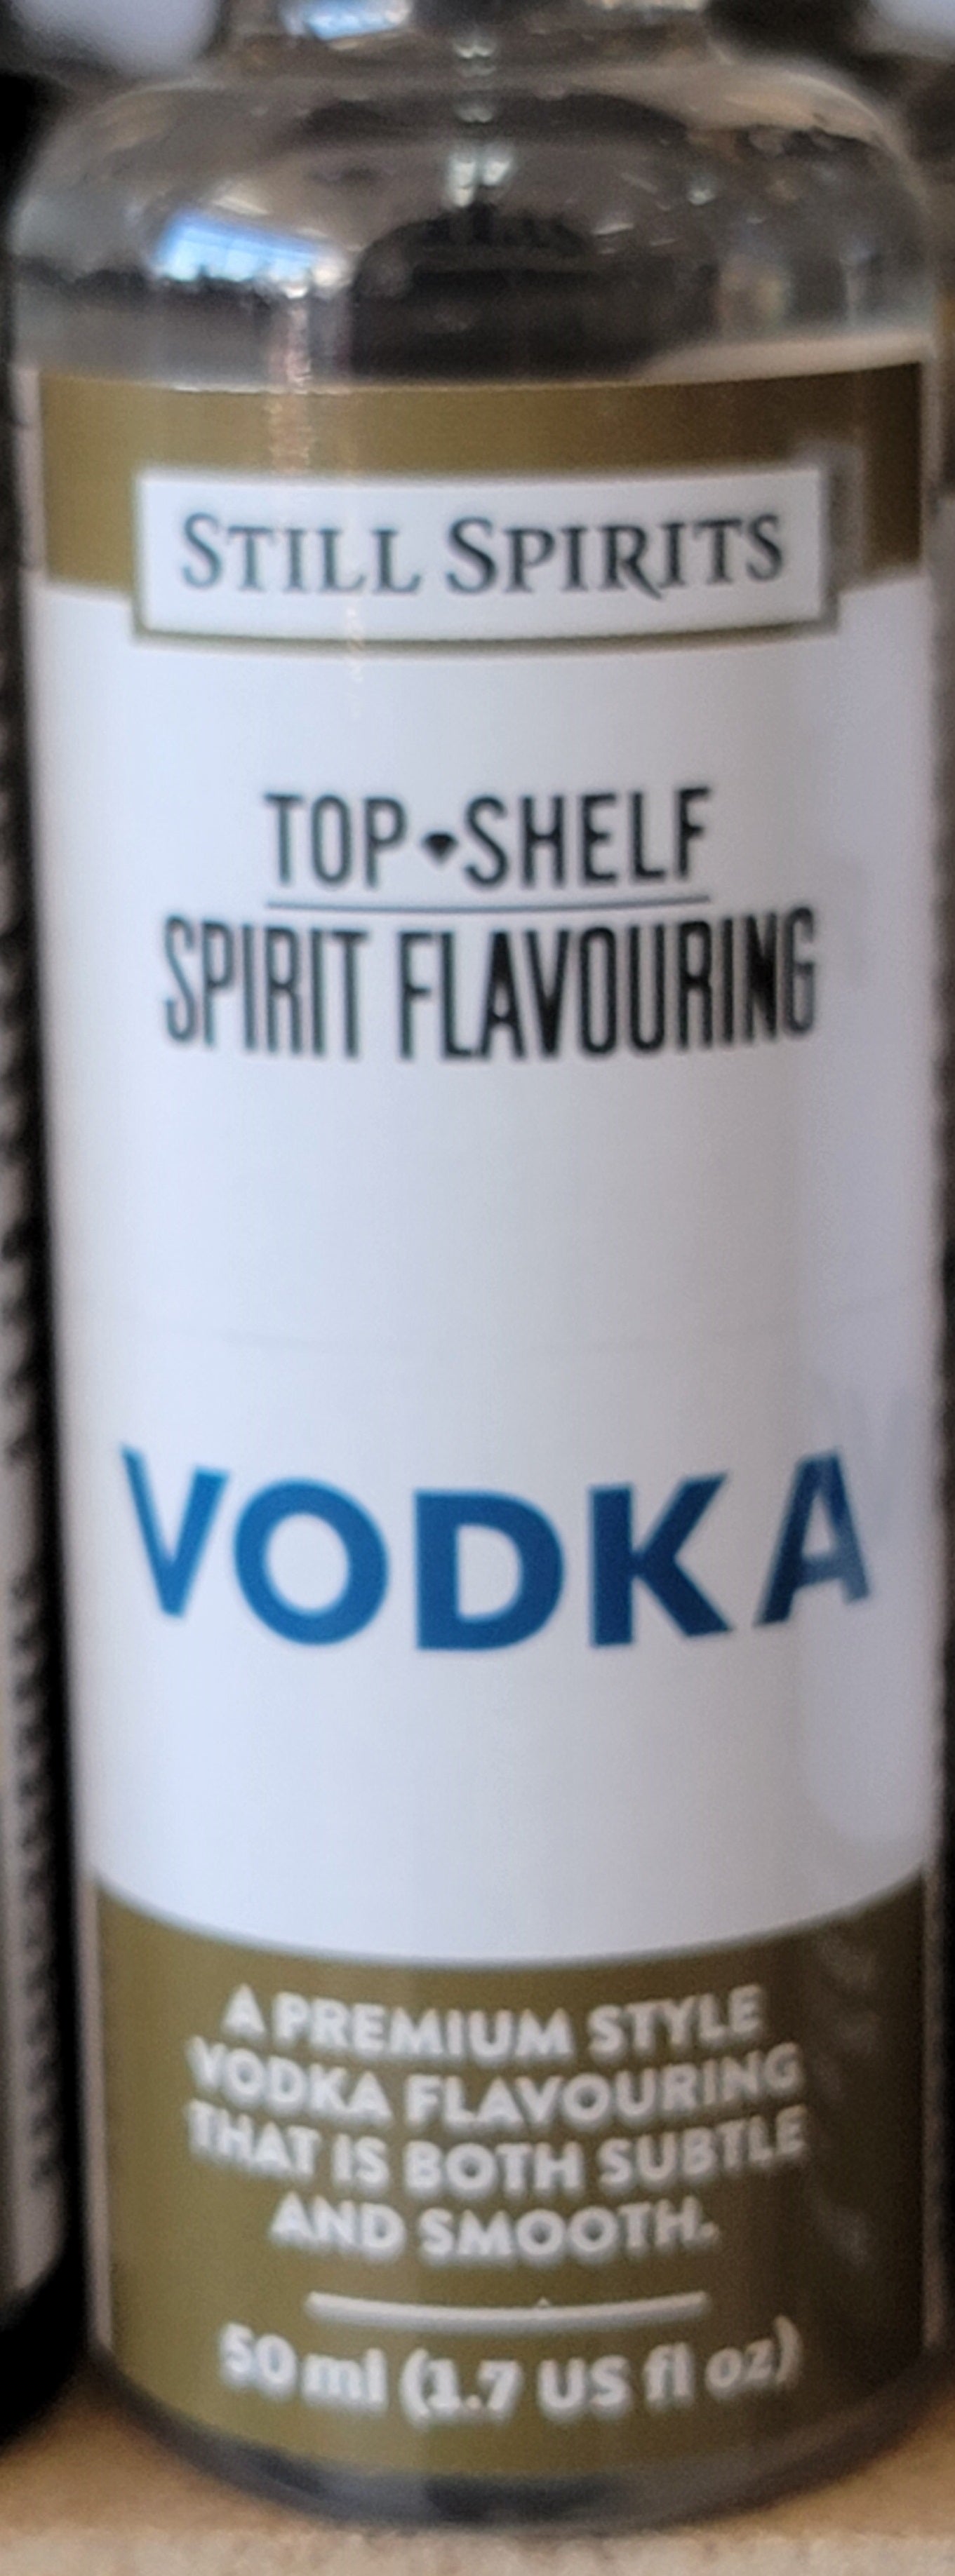 STILL SPIRITS
TOP•SHELF
SPIRIT FLAVOURING
VODKA
A PREMIUM STYLE
VODKA FLAVOURING
THAT IS BOTH SUBTLE
AND SMOOTH.
50ml (1.7 US fl oz)